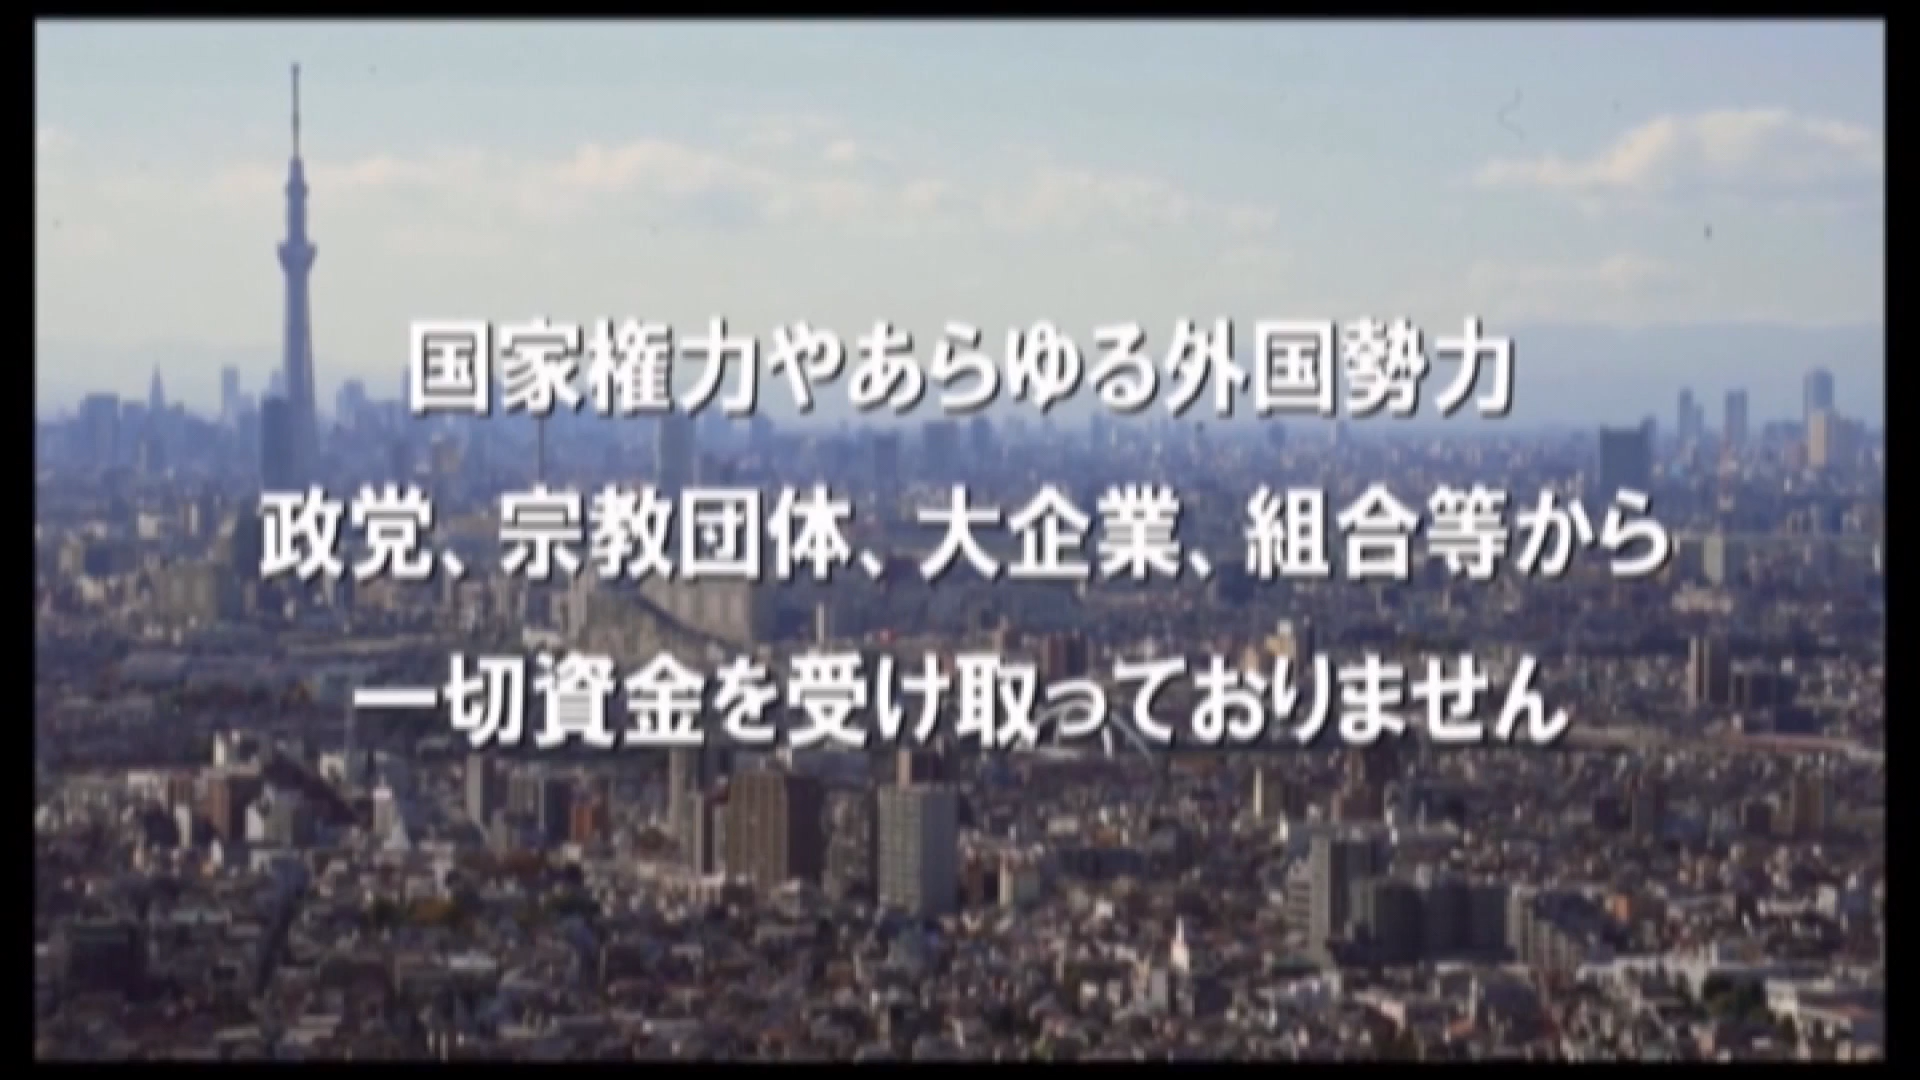 国家権力やあらゆる外国勢力
政党、宗教団体、大企業、組合等から
一切資金を受け取っておりません